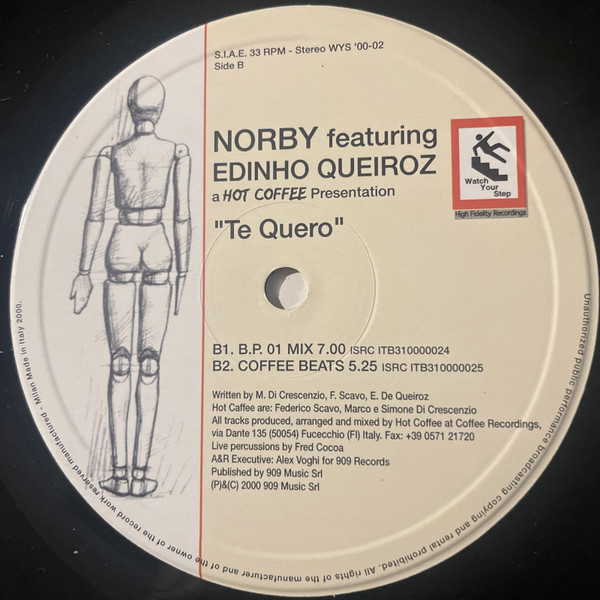 S.I.A.E. 33 RPM - Stereo WYS '00-02
Side B
NORBY featuring
EDINHO QUEIROZ
a HOT COFFEE Presentation
"Te Quero"
Watch
Your
Step
High Fidelity Recordings
B1. B.P. 01 MIX 7.00 ISRC ITB310000024
B2. COFFEE BEATS 5.25 ISRC ITB310000025
Written by M. Di Crescenzio, F. Scavo, E. De Queiroz
Hot Caffee are: Federico Scavo, Marco e Simone Di Crescenzio
All tracks produced, arranged and mixed by Hot Coffee at Coffee Recordings,
via Dante 135 (50054) Fucecchio (FI) Italy. Fax: +39 0571 21720
Live percussions by Fred Cocoa
A&R Executive: Alex Voghi for 909 Records
Published by 909 Music Srl
(P)&(C) 2000 909 Music Srl
Unauthorized public performance broadcasting copying and rental prohibited. All rights of the manufacturer and of the owner of the record work reserved manufactured - Milan Made in Italy 2000.